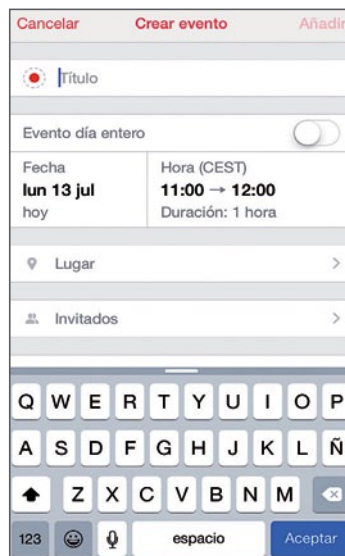 Cancelar Crear evento Añadir
Título
Evento día entero
Fecha Hora (CEST)
lun 13 jul 11:00 → 12:00
hoy Duración: 1 hora
Lugar
Invitados
Q W E R T Y U I O P
A S D F G H J K L Ñ
Z X C V B N M
123 espacio Aceptar